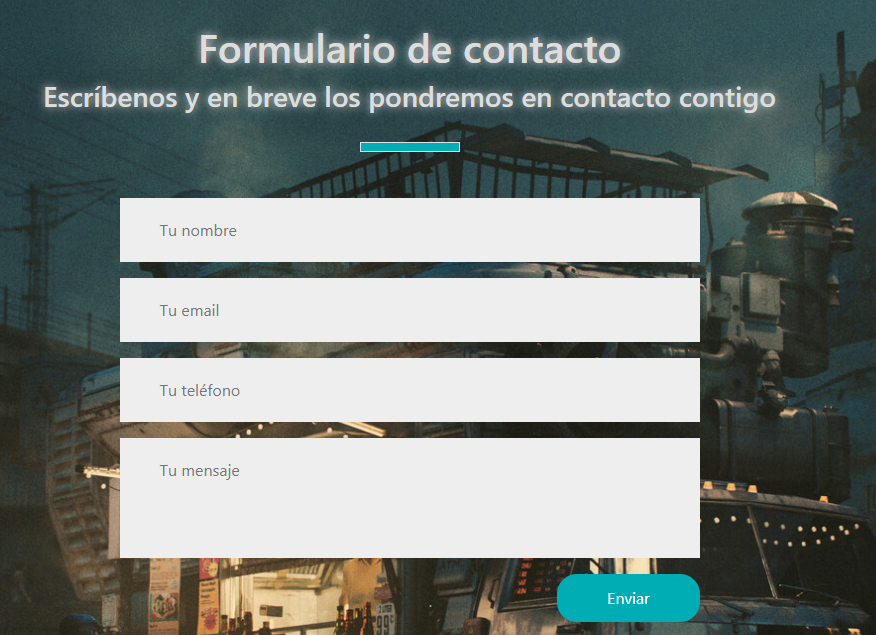 Formulario de contacto
Escríbenos y en breve los pondremos en contacto contigo
Tu nombre
Tu email
Tu teléfono
Tu mensaje
Enviar